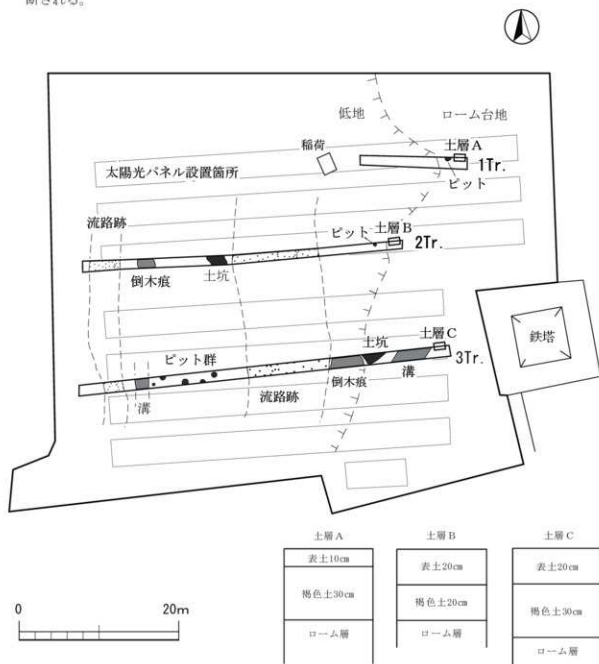 断される。
低地
ローム台地
稲荷
土層A
1Tr.
ピット
太陽光パネル設置箇所
流路跡
ピット
土層B
2Tr.
倒木痕
土坑
ピット群
土坑
土層C
3Tr.
鉄塔
溝
流路跡
倒木痕
溝
土層A
土層B
土層C
表土10cm
表土20cm
表土20cm
褐色土30cm
褐色土20cm
褐色土30cm
ローム層
ローム層
ローム層
0
20m